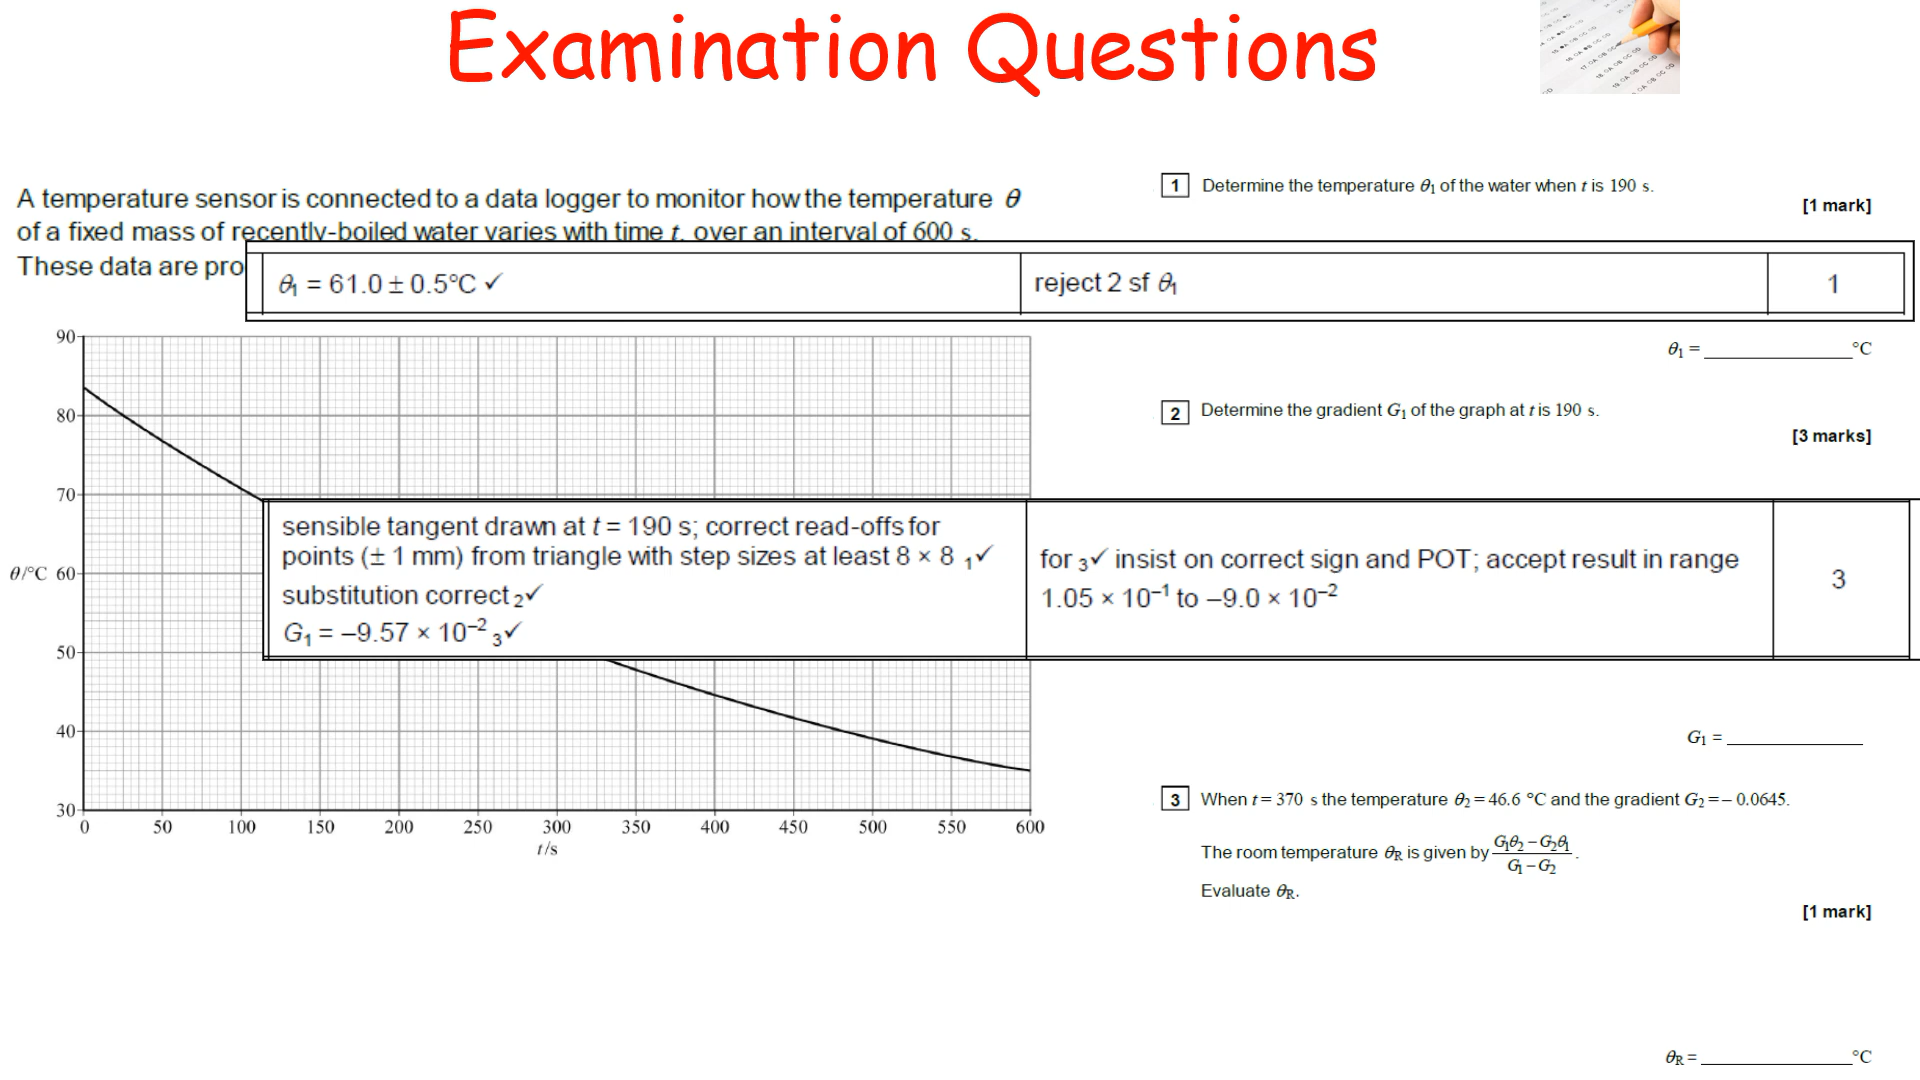 Examination Questions
A temperature sensor is connected to a data logger to monitor how the temperature θ
of a fixed mass of recently-boiled water varies with time t, over an interval of 600 s.
These data are pro
θ₁ = 61.0 ± 0.5°C ✓
reject 2 sf θ₁
1
90
80
70
θ/°C 60
50
40
30
0 50 100 150 200 250 300 350 400 450 500 550 600
t/s
sensible tangent drawn at t = 190 s; correct read-offs for
points (± 1 mm) from triangle with step sizes at least 8 × 8 ₁✓
substitution correct ₂✓
G₁ = –9.57 × 10⁻² ₃✓
for ₃✓ insist on correct sign and POT; accept result in range
1.05 × 10⁻¹ to –9.0 × 10⁻²
3
1 Determine the temperature θ₁ of the water when t is 190 s.
[1 mark]
θ₁ = ____________ °C
2 Determine the gradient G₁ of the graph at t is 190 s.
[3 marks]
G₁ = ____________
3 When t = 370 s the temperature θ₂ = 46.6 °C and the gradient G₂ = – 0.0645.
The room temperature θR is given by (G₁θ₂ – G₂θ₁)/(G₁ – G₂).
Evaluate θR.
[1 mark]
θR = ____________ °C